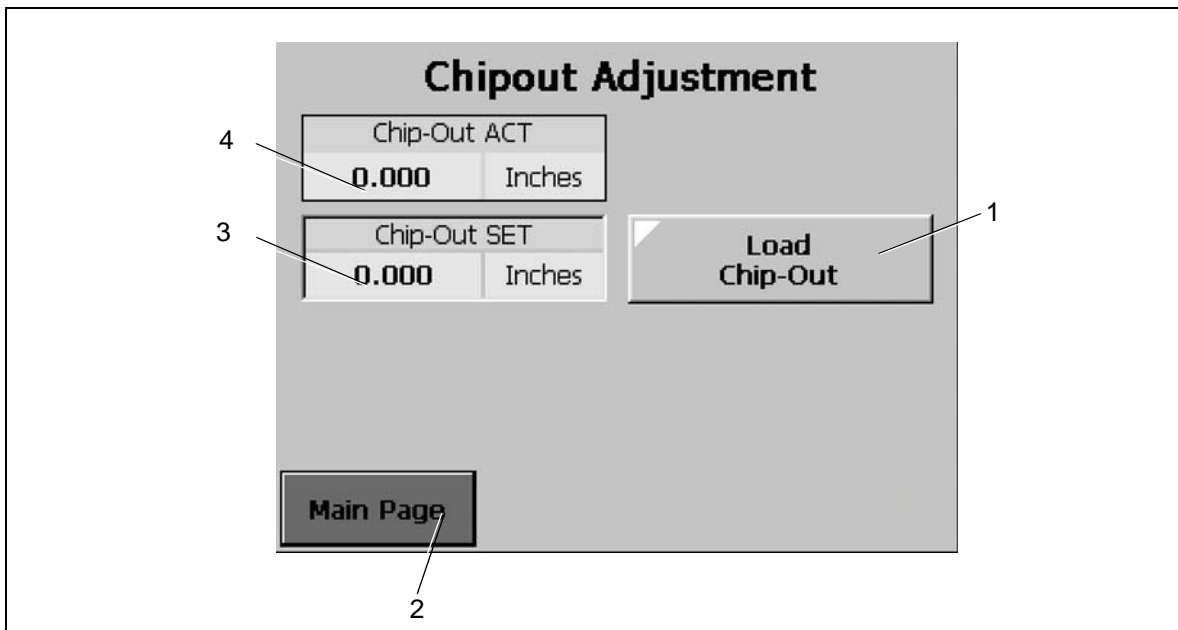 Chipout Adjustment
4
Chip-Out ACT
0.000 Inches
1
3
Chip-Out SET
0.000 Inches
Load
Chip-Out
Main Page
2